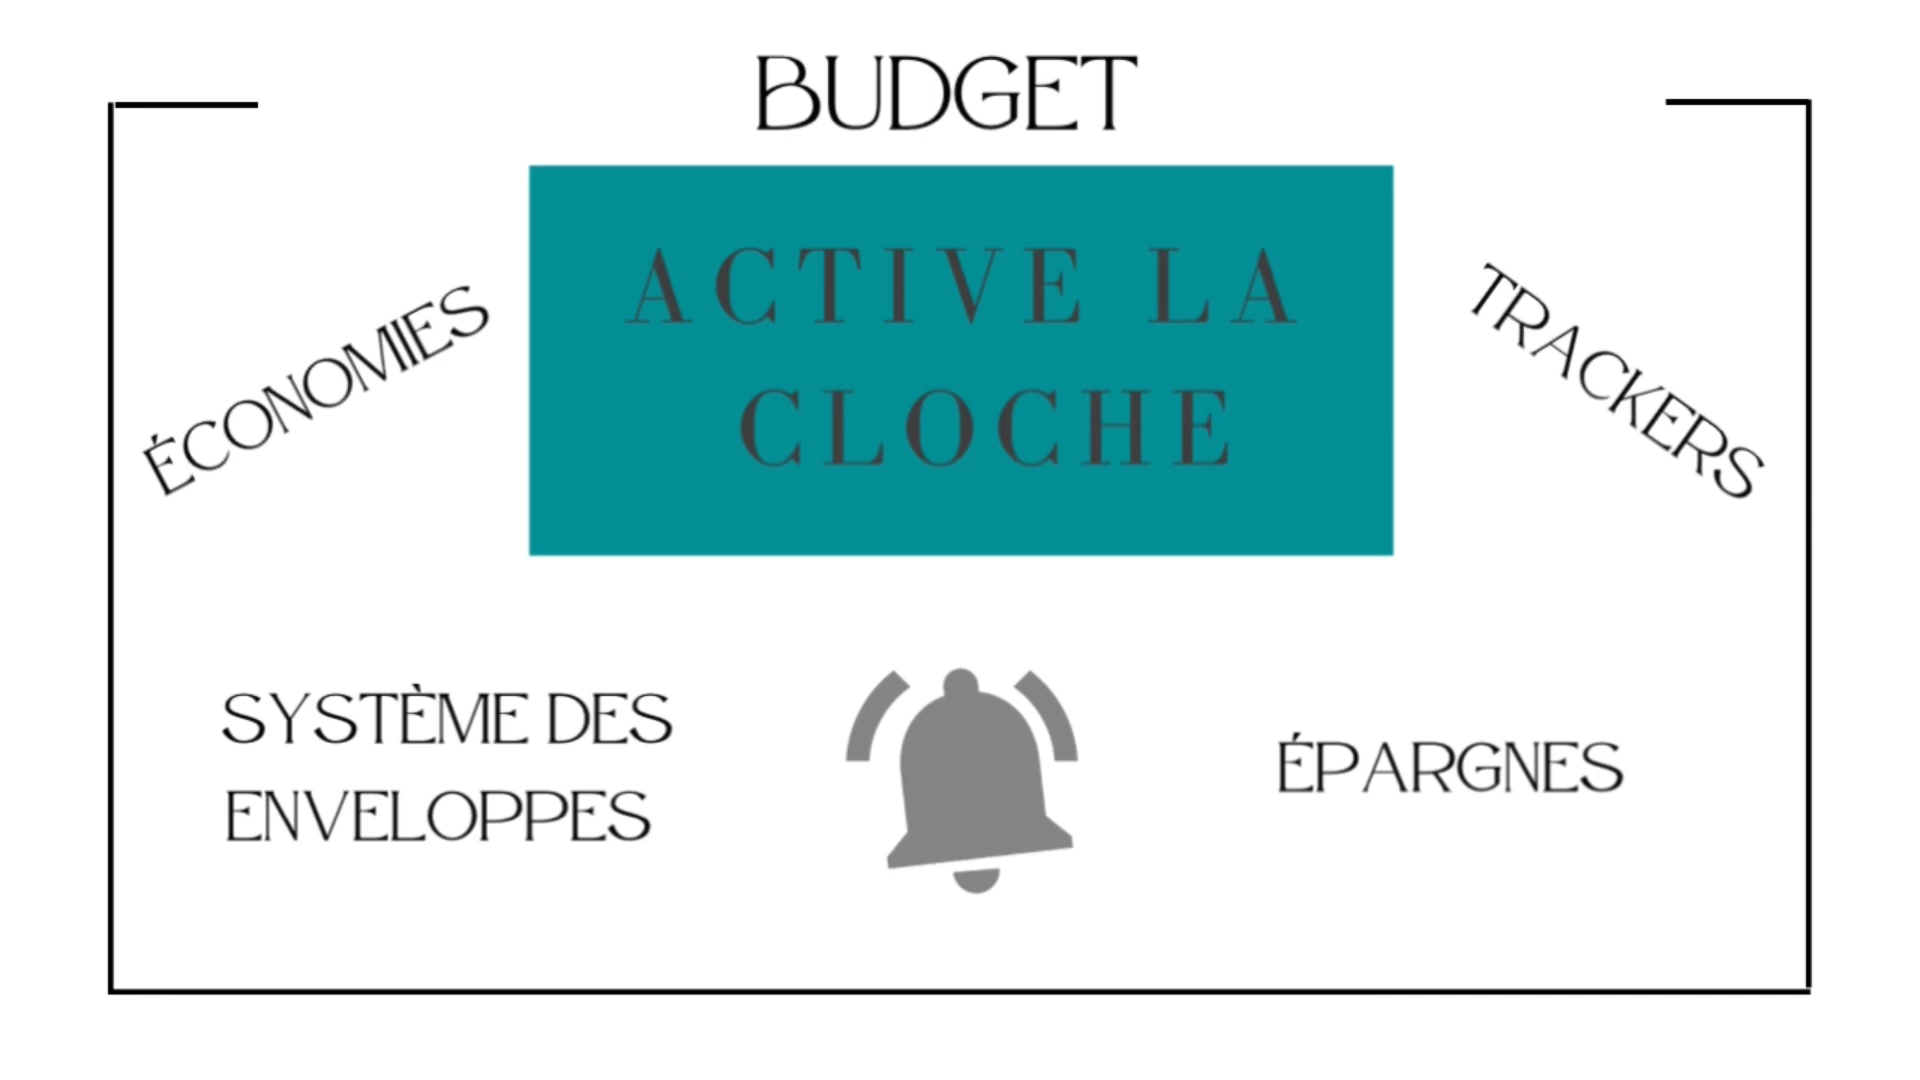 BUDGET
ACTIVE LA
CLOCHE
ÉCONOMIES
TRACKERS
SYSTÈME DES
ENVELOPPES
ÉPARGNES